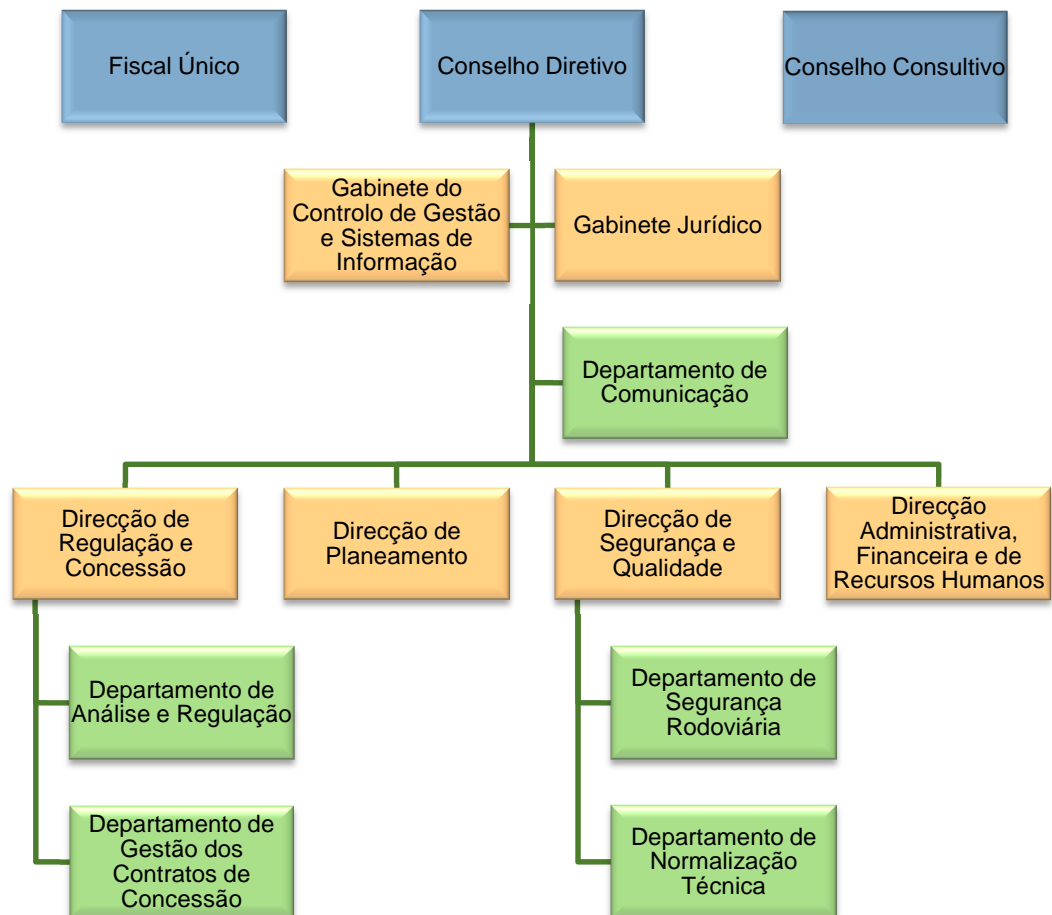 Fiscal Único
Conselho Diretivo
Conselho Consultivo
Gabinete do
Controlo de Gestão
e Sistemas de
Informação
Gabinete Jurídico
Departamento de
Comunicação
Direcção de
Regulação e
Concessão
Direcção de
Planeamento
Direcção de
Segurança e
Qualidade
Direcção
Administrativa,
Financeira e de
Recursos Humanos
Departamento de
Análise e Regulação
Departamento de
Gestão dos
Contratos de
Concessão
Departamento de
Segurança
Rodoviária
Departamento de
Normalização
Técnica